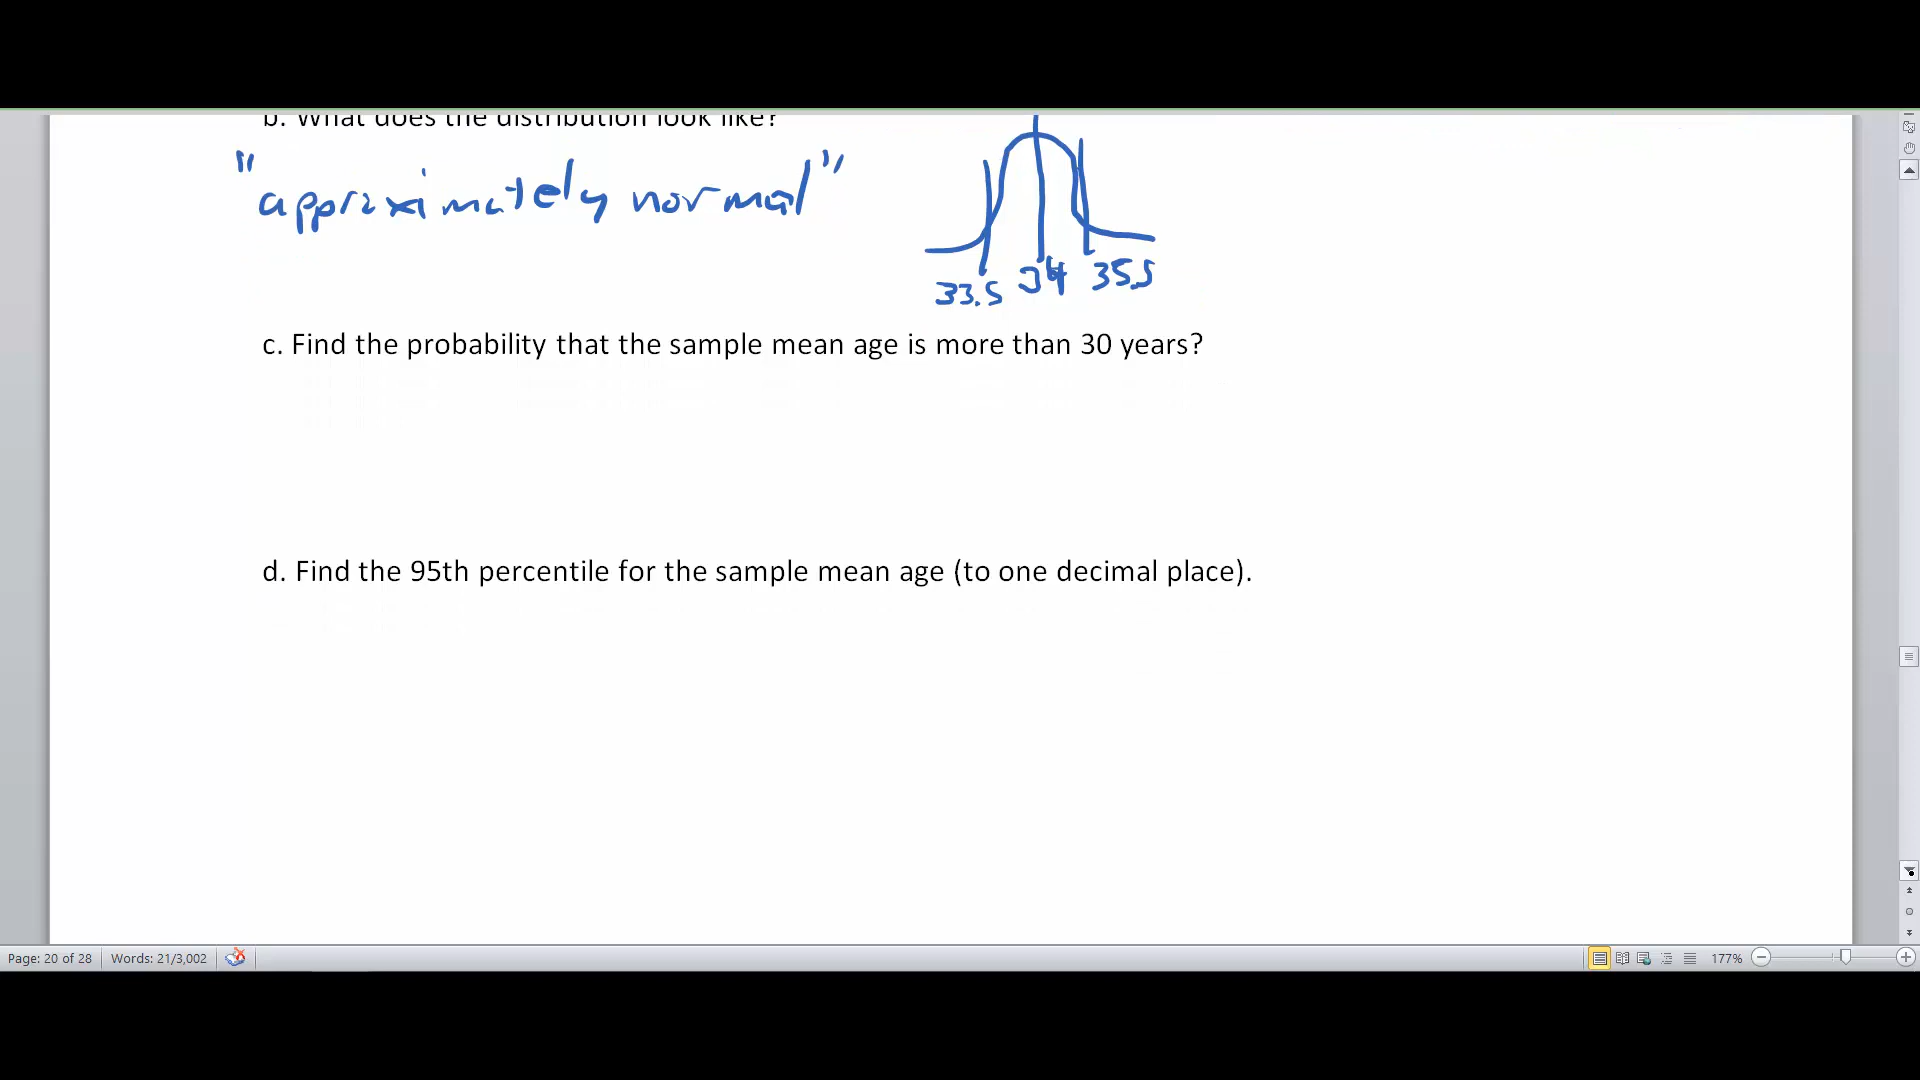 b. What does the distribution look like?
"approximately normal"
33.5 34 35.5
c. Find the probability that the sample mean age is more than 30 years?
d. Find the 95th percentile for the sample mean age (to one decimal place).
Page: 20 of 28 Words: 21/3,002 177%